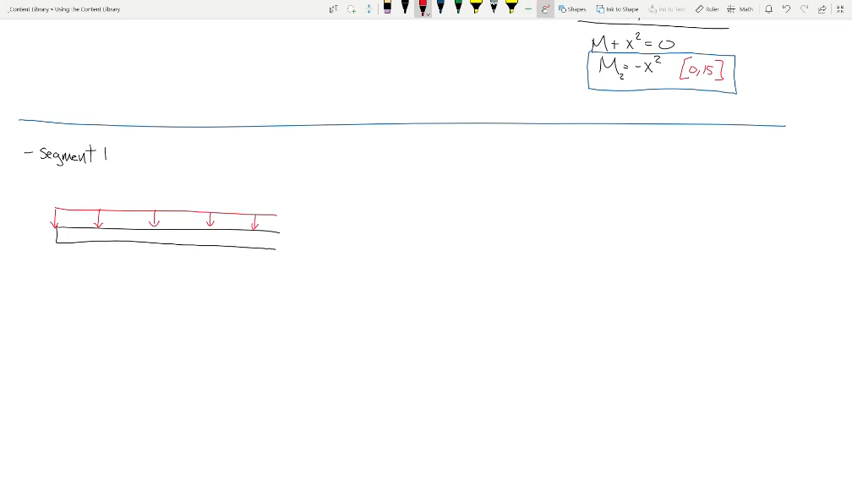 _Content Library » Using the Content Library
Shapes
Ink to Shape
Ink to Text
Ruler
Math
M + x² = 0
M₂ = -x² [0,15]
- Segment 1